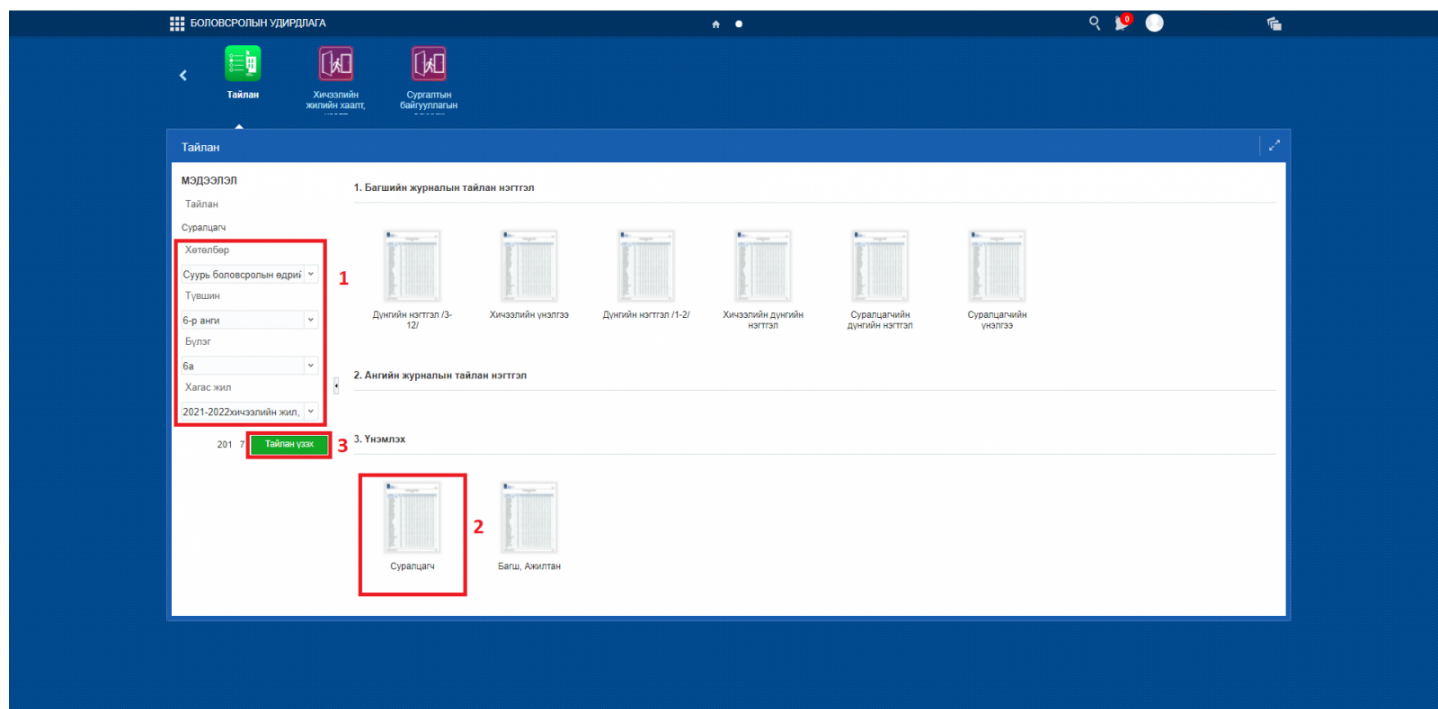 БОЛОВСРОЛЫН УДИРДЛАГА
0
Тайлан
Хичээлийн
жилийн хаалт,
Сургалтын
байгууллагын
Тайлан
МЭДЭЭЛЭЛ
Тайлан
Суралцагч
Хөтөлбөр
Суурь боловсролын өдрий
Түвшин
6-р анги
Бүлэг
6а
Хагас жил
2021-2022хичээлийн жил,
201 7
Тайлан үзэх
1
3
1. Багшийн журналын тайлан нэгтгэл
Дүнгийн нэгтгэл /3-
12/
Хичээлийн үнэлгээ
Дүнгийн нэгтгэл /1-2/
Хичээлийн дүнгийн
нэгтгэл
Суралцагчийн
дүнгийн нэгтгэл
Суралцагчийн
үнэлгээ
2. Ангийн журналын тайлан нэгтгэл
3. Үнэмлэх
Суралцагч
2
Багш, Ажилтан